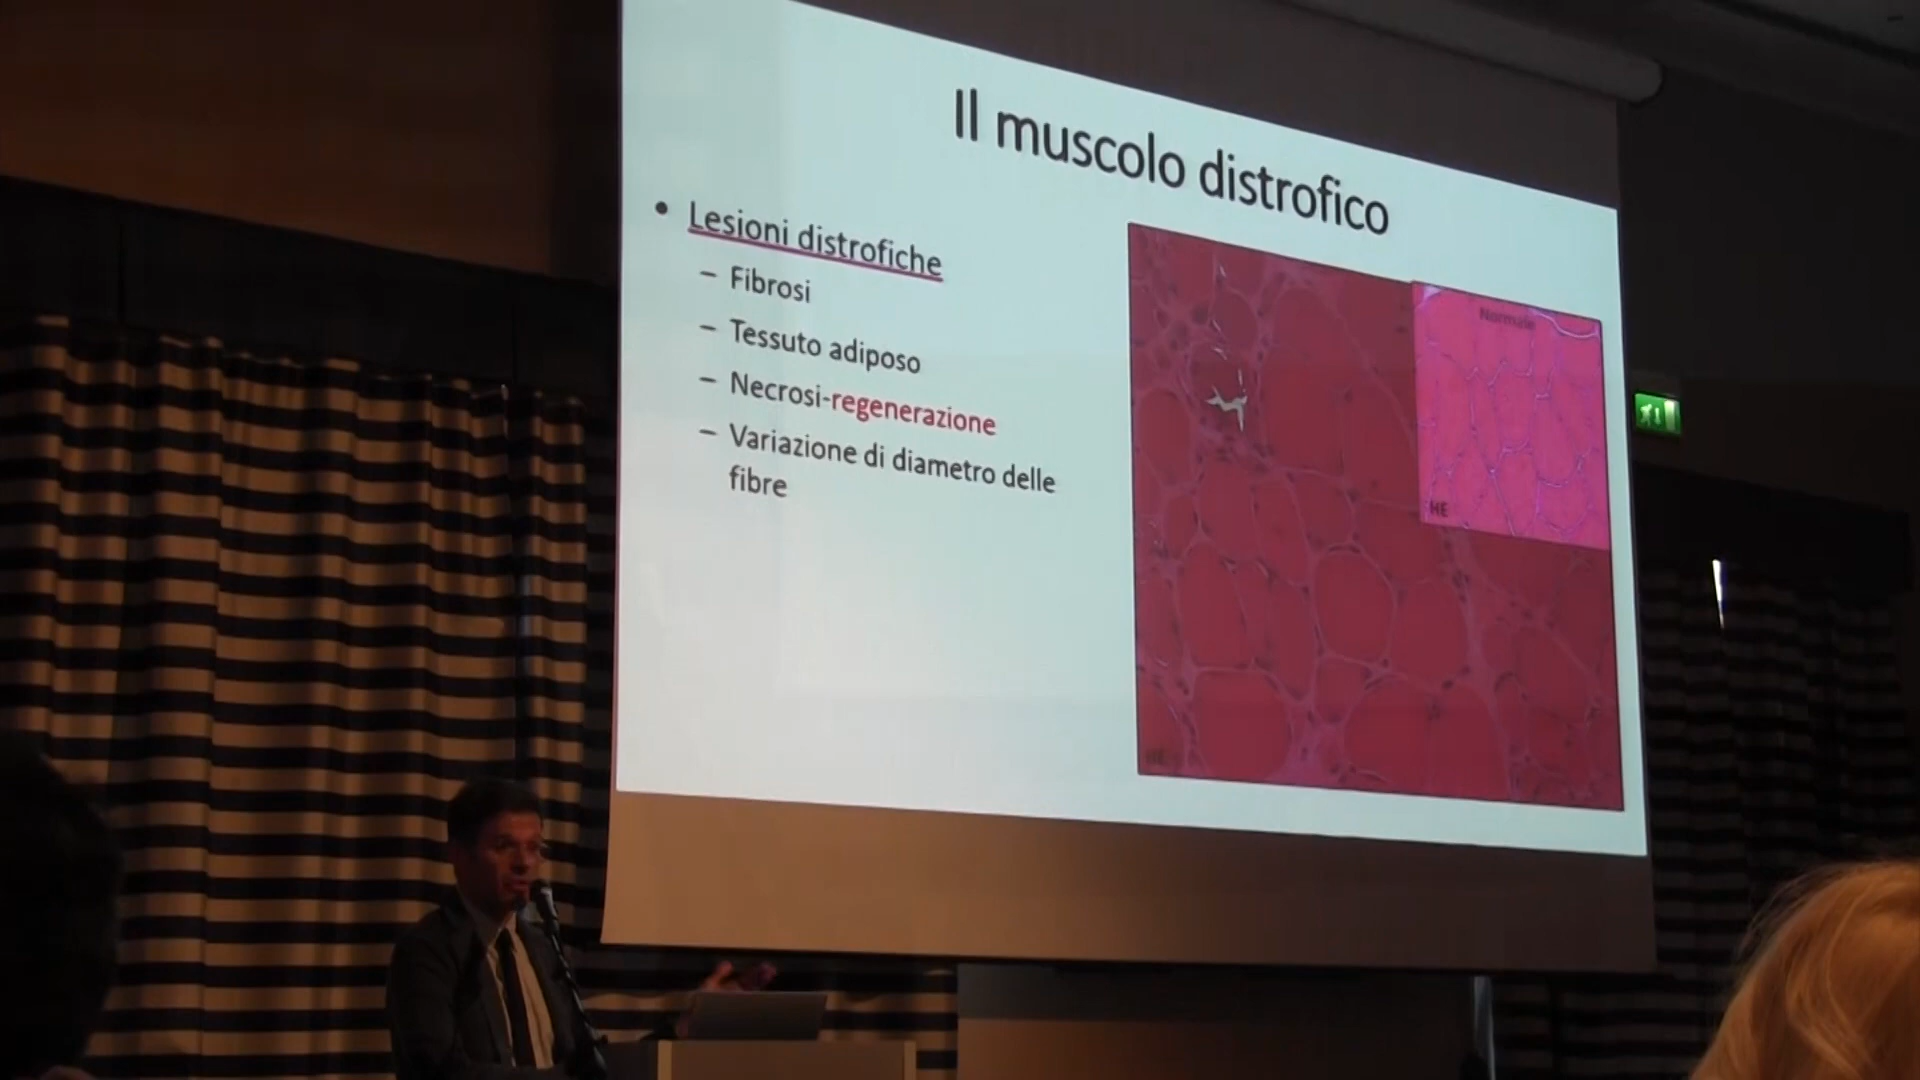 Il muscolo distrofico
• Lesioni distrofiche
– Fibrosi
– Tessuto adiposo
– Necrosi-regenerazione
– Variazione di diametro delle
fibre
Normale
HE
HE